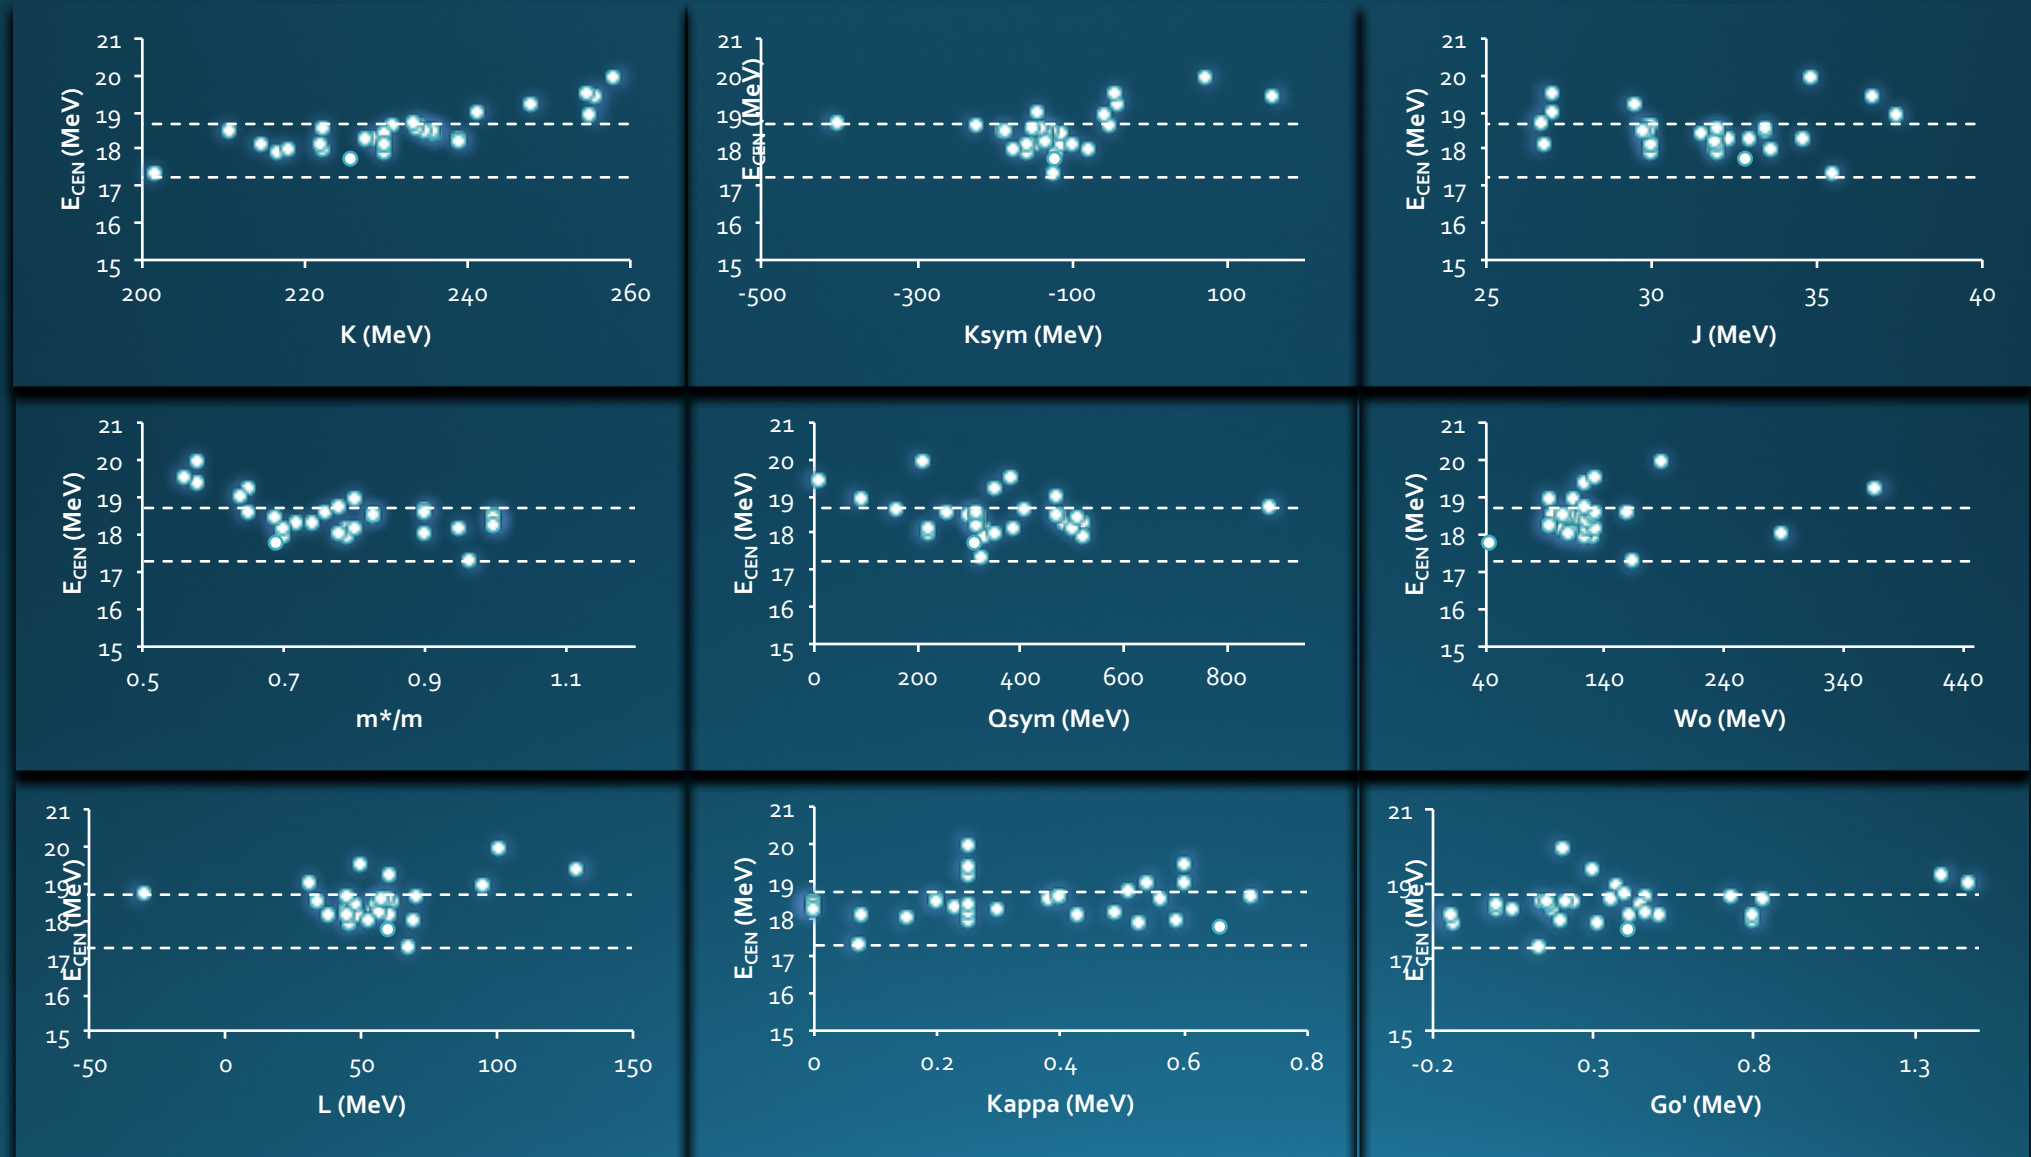 21
20
19
18
17
16
15
E_CEN (MeV)
200 220 240 260
K (MeV)
21
20
19
18
17
16
15
E_CEN (MeV)
-500 -300 -100 100
Ksym (MeV)
21
20
19
18
17
16
15
E_CEN (MeV)
25 30 35 40
J (MeV)
21
20
19
18
17
16
15
E_CEN (MeV)
0.5 0.7 0.9 1.1
m*/m
21
20
19
18
17
16
15
E_CEN (MeV)
0 200 400 600 800
Qsym (MeV)
21
20
19
18
17
16
15
E_CEN (MeV)
40 140 240 340 440
Wo (MeV)
21
20
19
18
17
16
15
E_CEN (MeV)
-50 0 50 100 150
L (MeV)
21
20
19
18
17
16
15
E_CEN (MeV)
0 0.2 0.4 0.6 0.8
Kappa (MeV)
21
19
17
15
E_CEN (MeV)
-0.2 0.3 0.8 1.3
Go' (MeV)